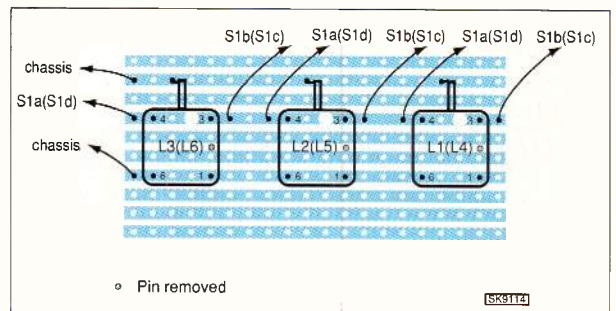 S1b(S1c) S1a(S1d) S1b(S1c) S1a(S1d) S1b(S1c)
chassis
S1a(S1d)
4 3 4 3 4 3
chassis
L3(L6) L2(L5) L1(L4)
6 1 6 1 6 1
Pin removed
SK9114